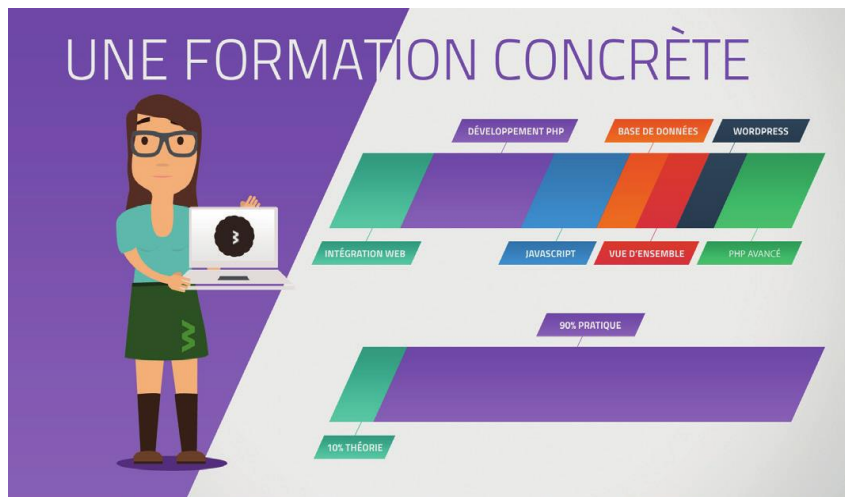 UNE FORMATION CONCRÈTE
DÉVELOPPEMENT PHP
BASE DE DONNÉES
WORDPRESS
INTÉGRATION WEB
JAVASCRIPT
VUE D'ENSEMBLE
PHP AVANCÉ
90% PRATIQUE
10% THÉORIE